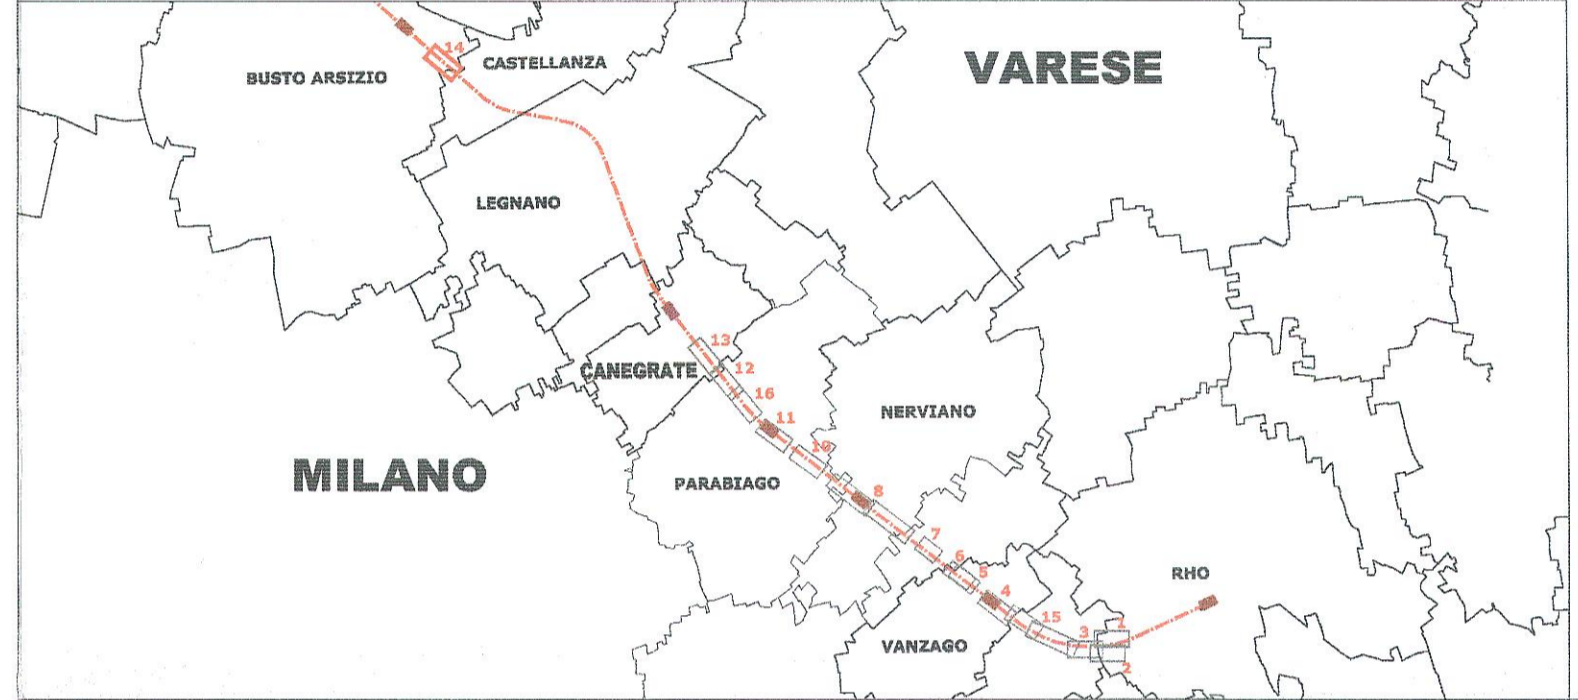 14
BUSTO ARSIZIO
CASTELLANZA
VARESE
LEGNANO
13
CANEGRATE
12
16
11
NERVIANO
10
MILANO
PARABIAGO
8
7
6
5
4
RHO
15
3
1
VANZAGO
2